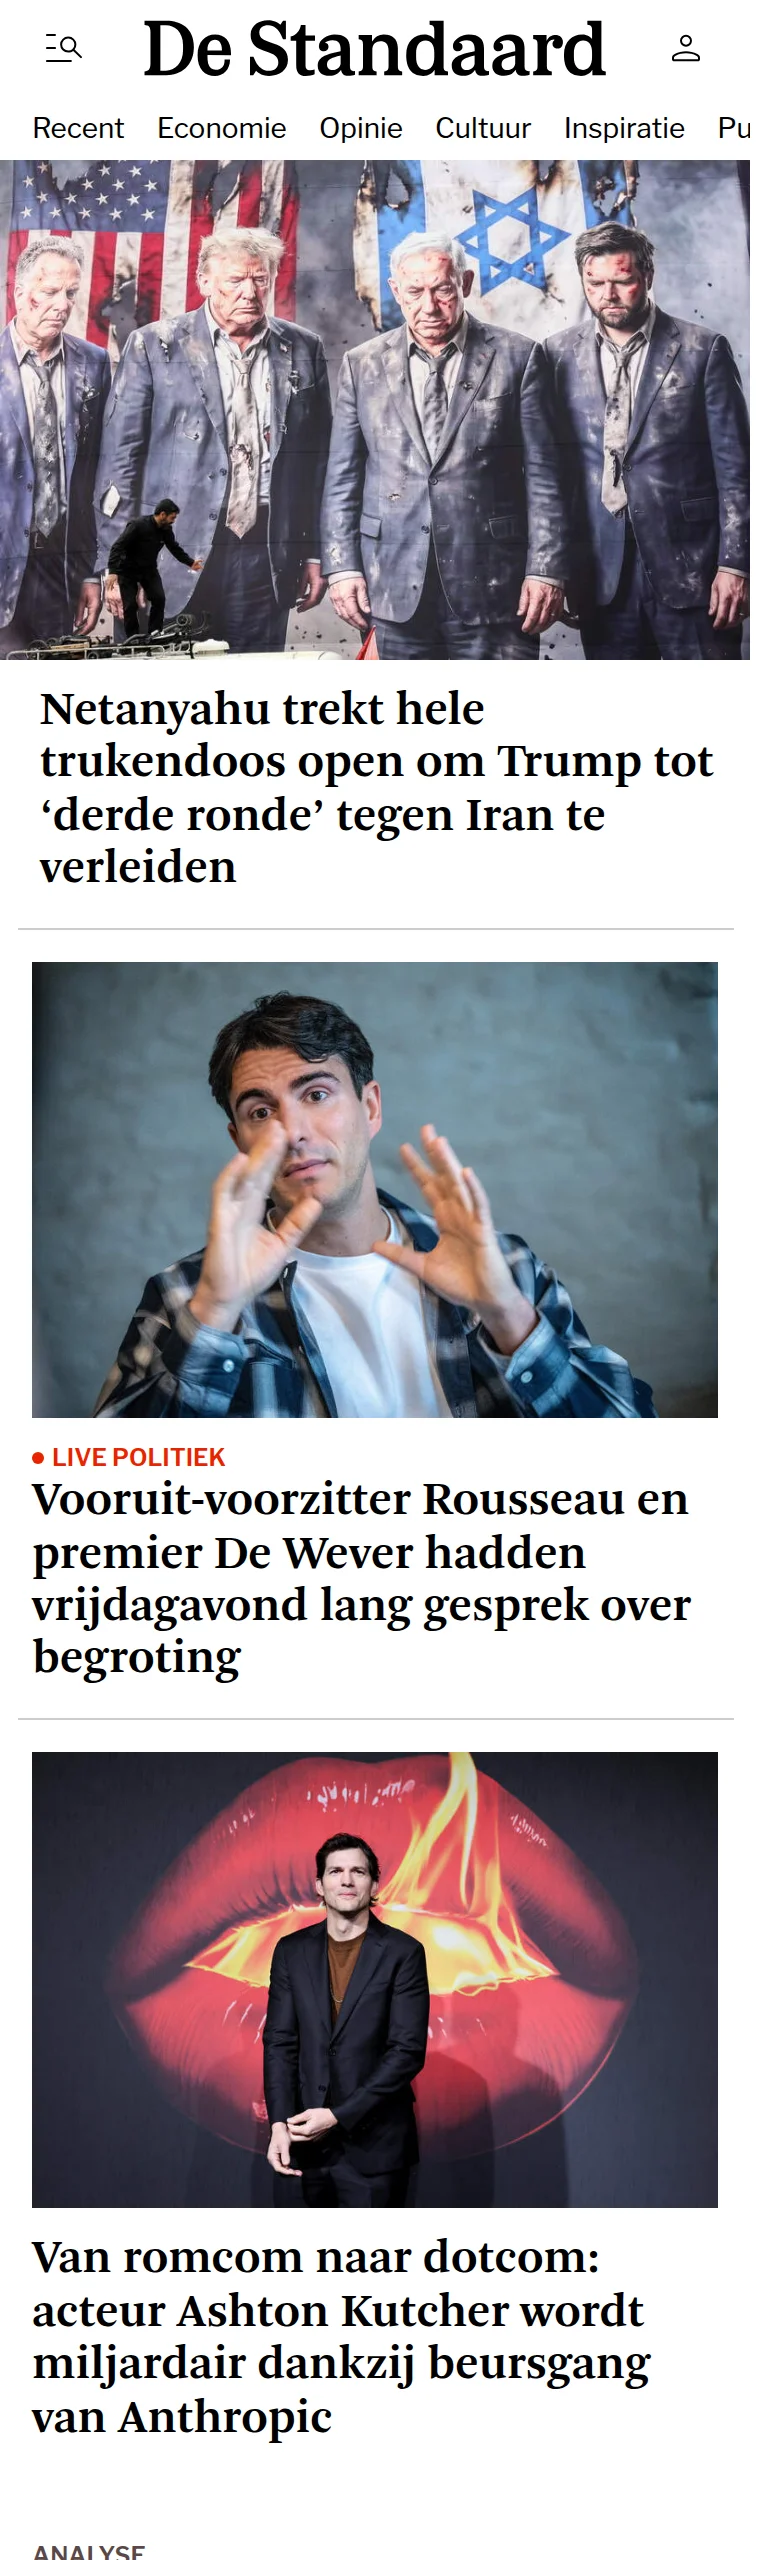 De Standaard
Recent Economie Opinie Cultuur Inspiratie Pu
Netanyahu trekt hele
trukendoos open om Trump tot
‘derde ronde’ tegen Iran te
verleiden
LIVE POLITIEK
Vooruit-voorzitter Rousseau en
premier De Wever hadden
vrijdagavond lang gesprek over
begroting
Van romcom naar dotcom:
acteur Ashton Kutcher wordt
miljardair dankzij beursgang
van Anthropic
ANALYSE